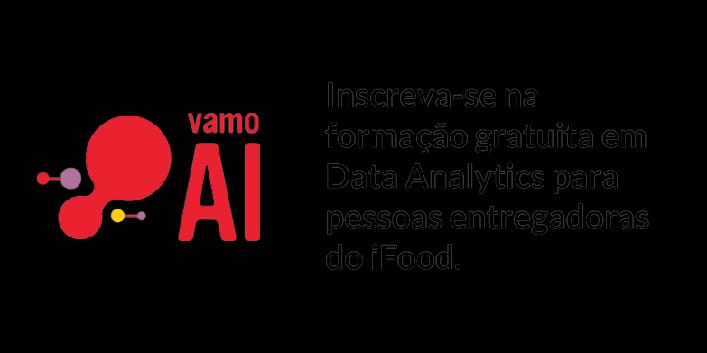 vamo
AI
Inscreva-se na
formação gratuita em
Data Analytics para
pessoas entregadoras
do iFood.